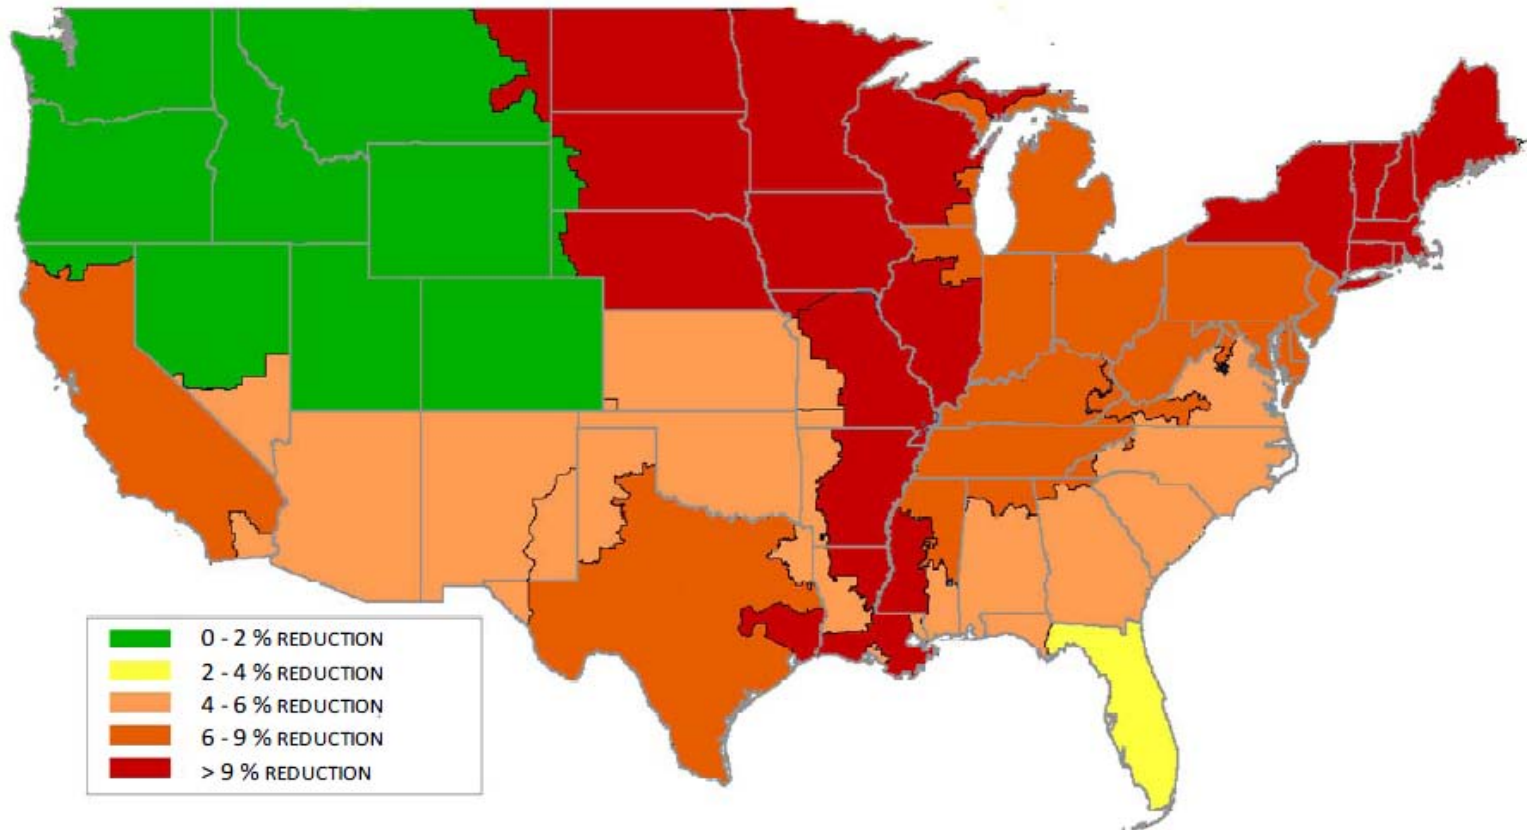 0 - 2 % REDUCTION
2 - 4 % REDUCTION
4 - 6 % REDUCTION
6 - 9 % REDUCTION
> 9 % REDUCTION